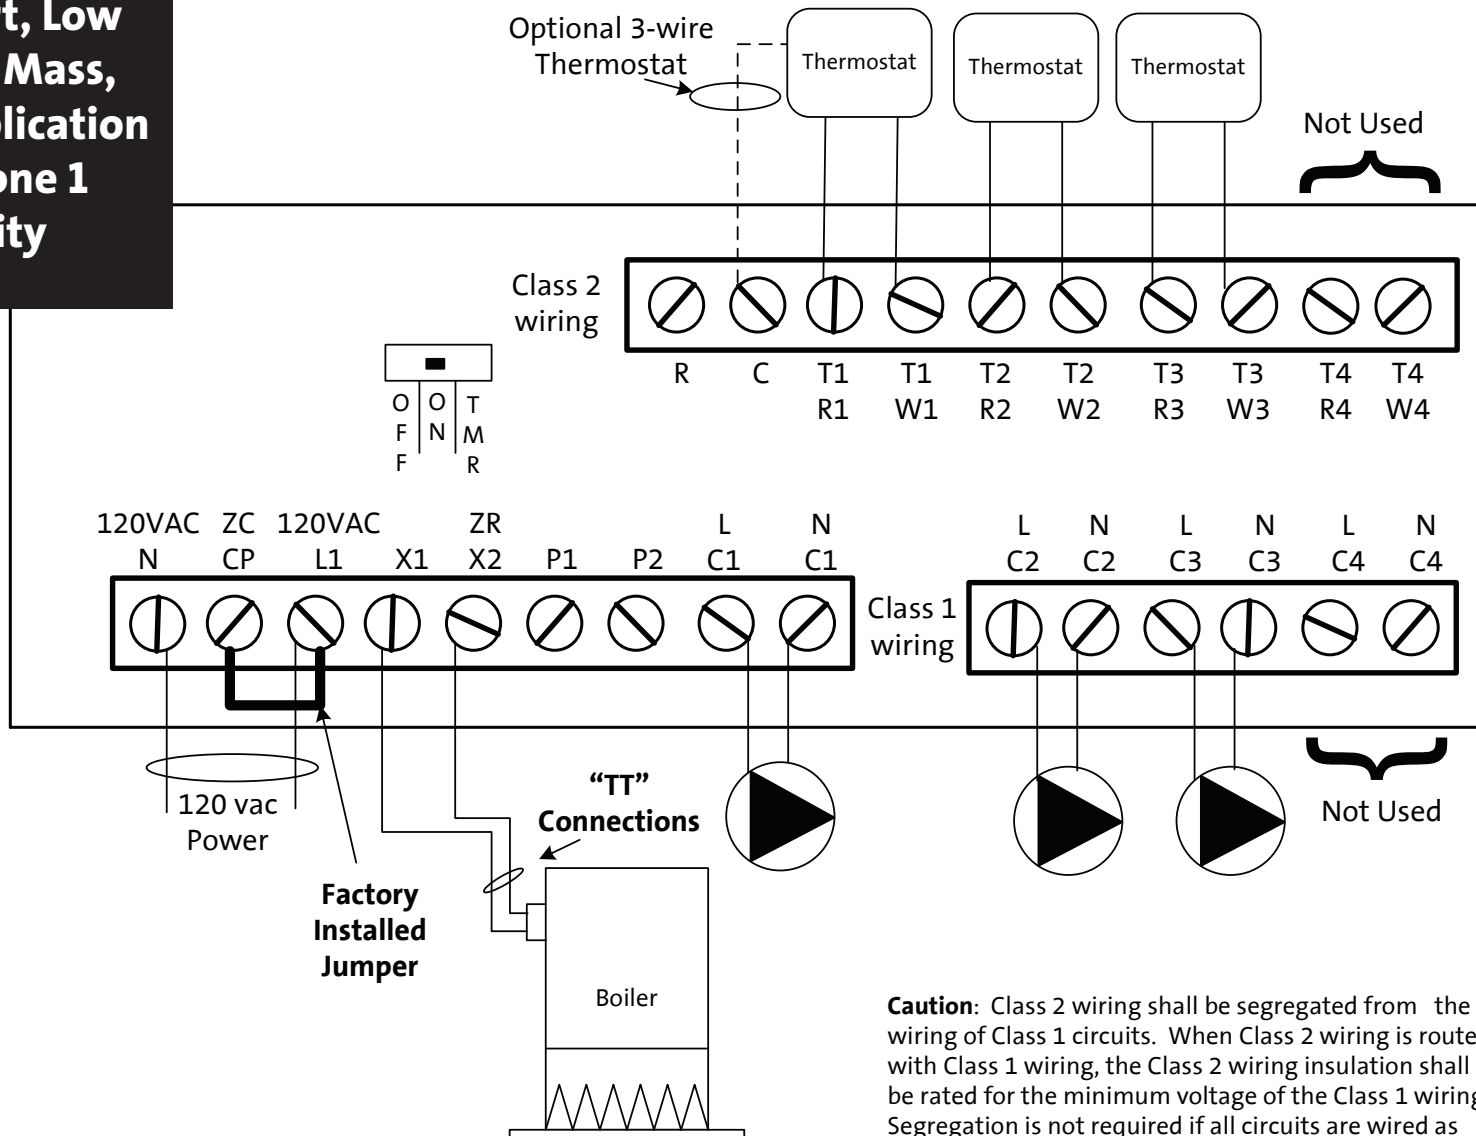 t, Low
Mass,
lication
one 1
ity
Optional 3-wire
Thermostat
Thermostat
Thermostat
Thermostat
Not Used
Class 2
wiring
R C T1 T1 T2 T2 T3 T3 T4 T4
R1 W1 R2 W2 R3 W3 R4 W4
OFF
ON
TMR
120VAC ZC 120VAC ZR L N
N CP L1 X1 X2 P1 P2 C1 C1
L N L N L N
C2 C2 C3 C3 C4 C4
Class 1
wiring
120 vac
Power
Factory
Installed
Jumper
“TT”
Connections
Boiler
Not Used
Caution: Class 2 wiring shall be segregated from the
wiring of Class 1 circuits. When Class 2 wiring is route
with Class 1 wiring, the Class 2 wiring insulation shall
be rated for the minimum voltage of the Class 1 wiring
Segregation is not required if all circuits are wired as